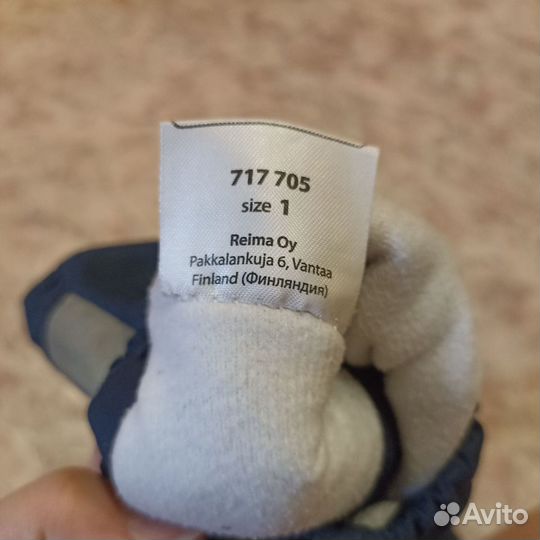 717 705
size 1
Reima Oy
Pakkalankuja 6, Vantaa
Finland (Финляндия)
Avito